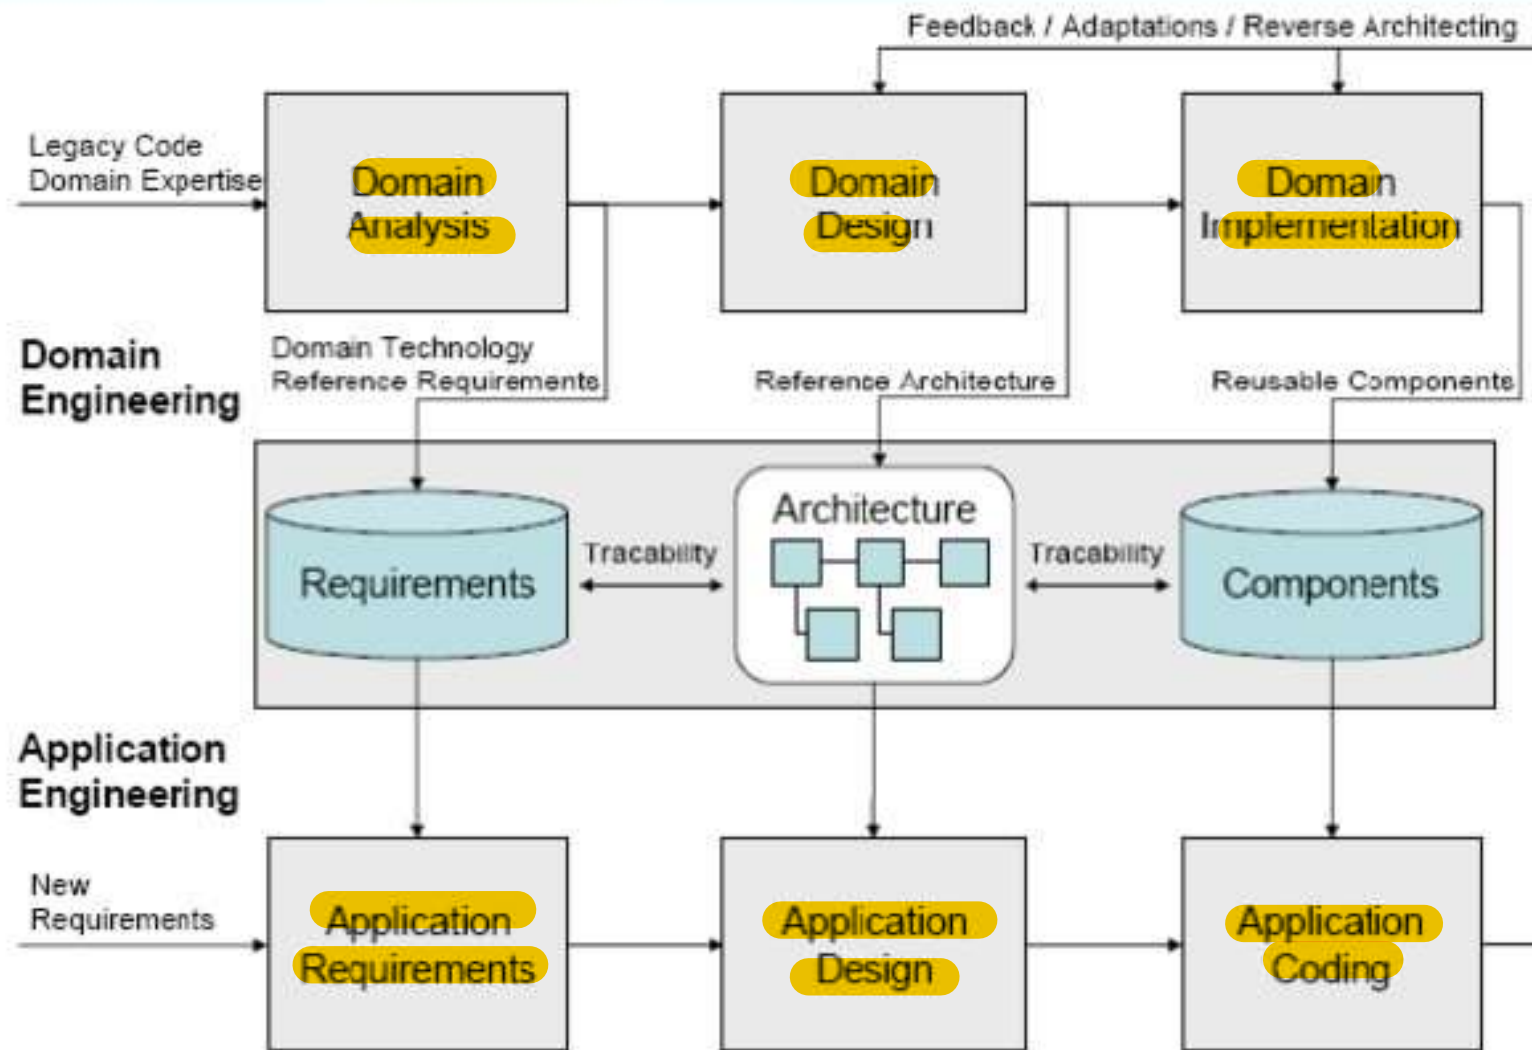 Feedback / Adaptations / Reverse Architecting
Legacy Code
Domain Expertise
Domain
Analysis
Domain
Design
Domain
Implementation
Domain
Engineering
Domain Technology
Reference Requirements
Reference Architecture
Reusable Components
Requirements
Tracability
Architecture
Tracability
Components
Application
Engineering
New
Requirements
Application
Requirements
Application
Design
Application
Coding